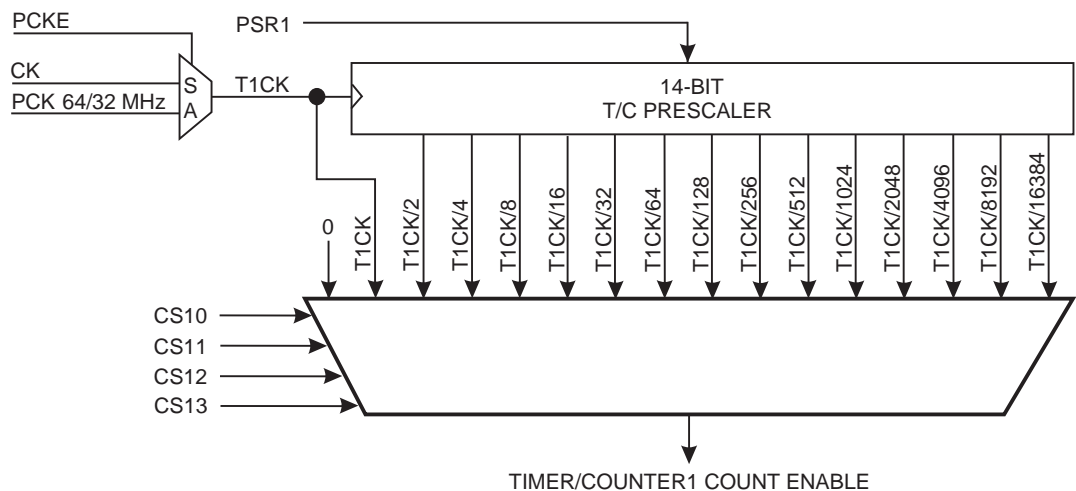 PCKE
PSR1
CK
PCK 64/32 MHz
S
A
T1CK
14-BIT
T/C PRESCALER
0
T1CK
T1CK/2
T1CK/4
T1CK/8
T1CK/16
T1CK/32
T1CK/64
T1CK/128
T1CK/256
T1CK/512
T1CK/1024
T1CK/2048
T1CK/4096
T1CK/8192
T1CK/16384
CS10
CS11
CS12
CS13
TIMER/COUNTER1 COUNT ENABLE